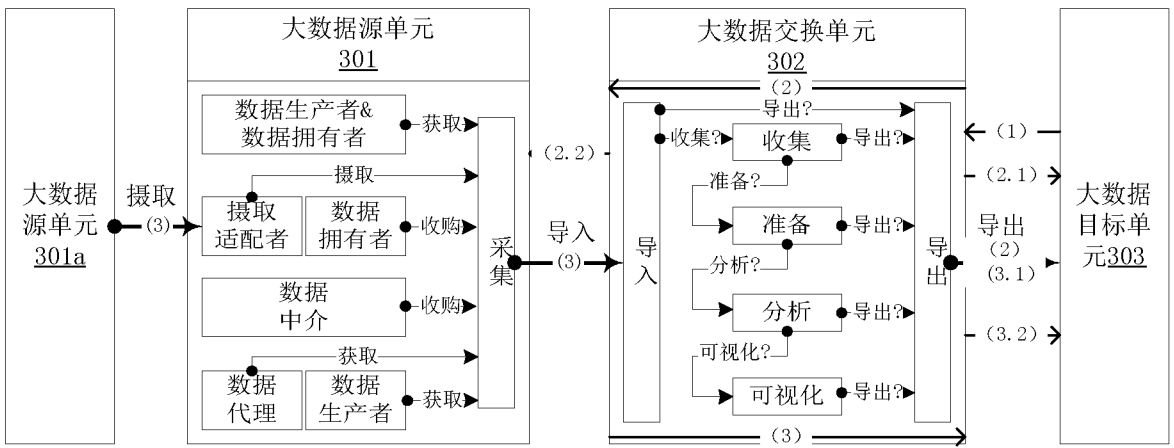 大数据
源单元
301a
摄取
(3)
大数据源单元
301
数据生产者&
数据拥有者
获取
摄取
摄取
适配者
数据
拥有者
收购
数据
中介
收购
获取
数据
代理
数据
生产者
获取
采
集
导入
(3)
(2.2)
大数据交换单元
302
(2)
导
入
导出?
收集?
收集
导出?
准备?
准备
导出?
分析?
分析
导出?
可视化?
可视化
导出?
导
出
(3)
(1)
(2.1)
导出
(2)
(3.1)
(3.2)
大数据
目标单
元303